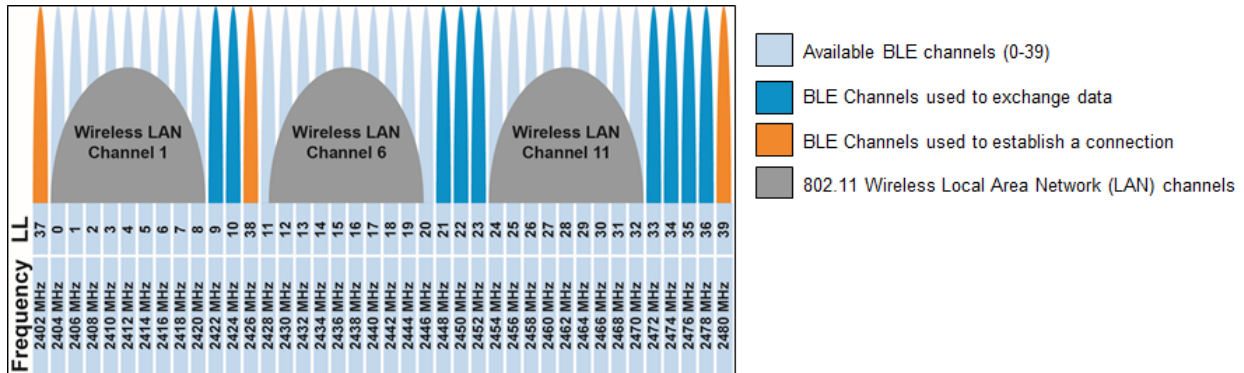 Wireless LAN
Channel 1
Wireless LAN
Channel 6
Wireless LAN
Channel 11
LL 37 0 1 2 3 4 5 6 7 8 9 10 38 11 12 13 14 15 16 17 18 19 20 21 22 23 24 25 26 27 28 29 30 31 32 33 34 35 36 39
Frequency 2402 MHz 2404 MHz 2406 MHz 2408 MHz 2410 MHz 2412 MHz 2414 MHz 2416 MHz 2418 MHz 2420 MHz 2422 MHz 2424 MHz 2426 MHz 2428 MHz 2430 MHz 2432 MHz 2434 MHz 2436 MHz 2438 MHz 2440 MHz 2442 MHz 2444 MHz 2446 MHz 2448 MHz 2450 MHz 2452 MHz 2454 MHz 2456 MHz 2458 MHz 2460 MHz 2462 MHz 2464 MHz 2466 MHz 2468 MHz 2470 MHz 2472 MHz 2474 MHz 2476 MHz 2478 MHz 2480 MHz
Available BLE channels (0-39)
BLE Channels used to exchange data
BLE Channels used to establish a connection
802.11 Wireless Local Area Network (LAN) channels